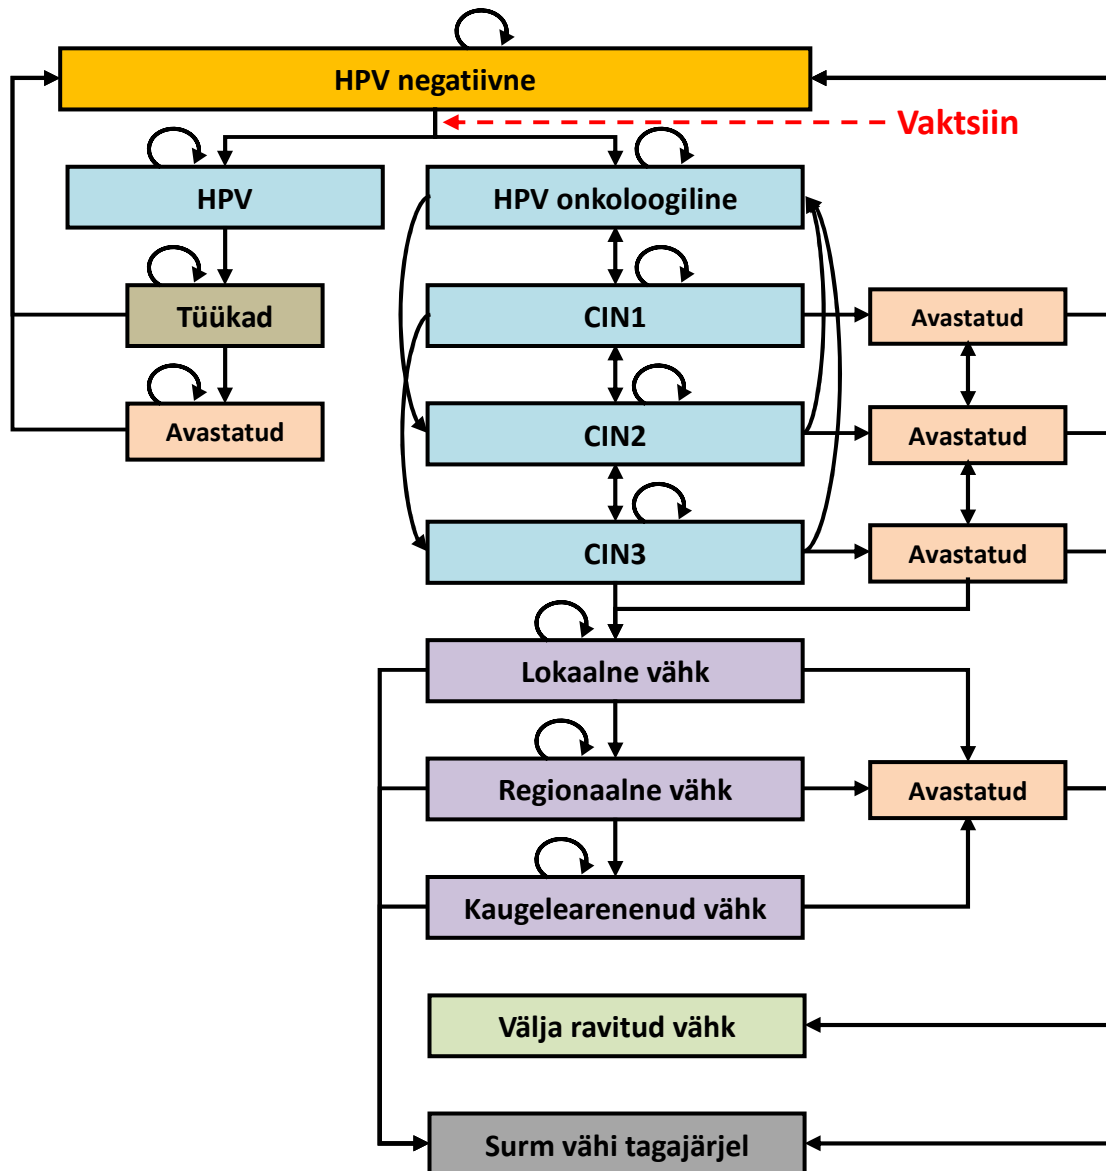 HPV negatiivne
Vaktsiin
HPV
HPV onkoloogiline
Tüükad
CIN1
Avastatud
Avastatud
CIN2
Avastatud
CIN3
Avastatud
Lokaalne vähk
Regionaalne vähk
Avastatud
Kaugelearenenud vähk
Välja ravitud vähk
Surm vähi tagajärjel